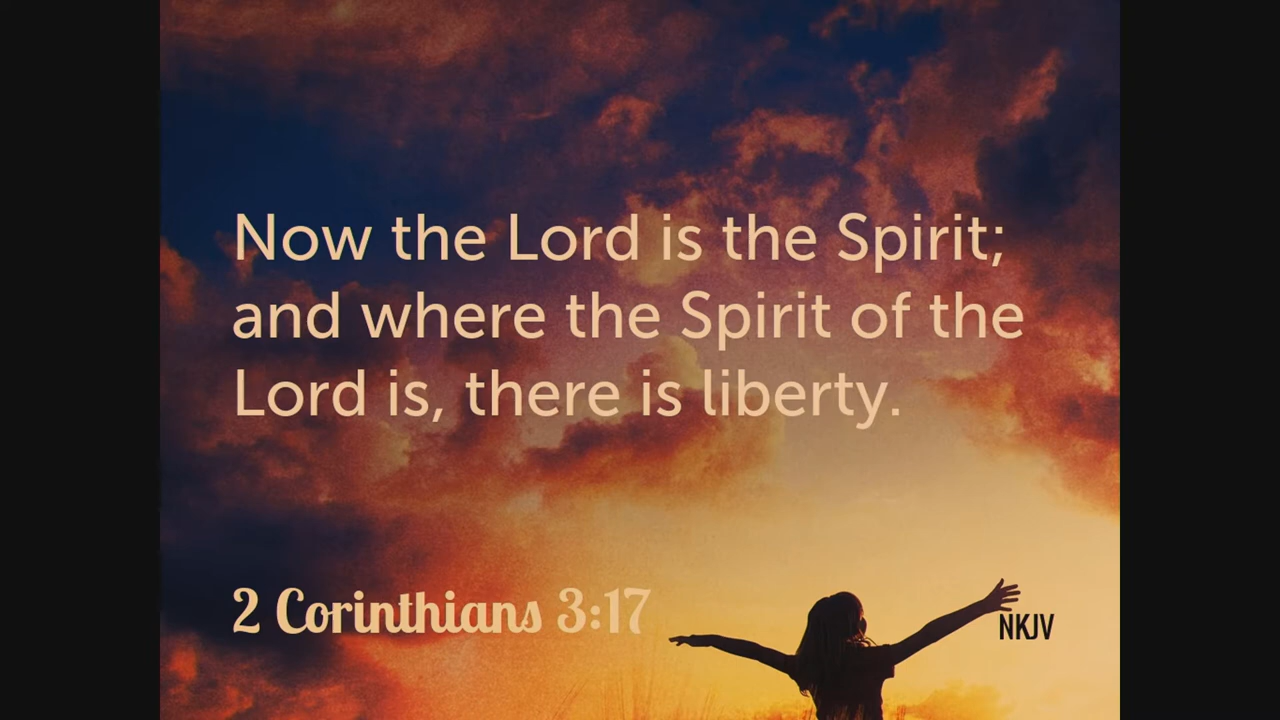 Now the Lord is the Spirit;
and where the Spirit of the
Lord is, there is liberty.
2 Corinthians 3:17
NKJV